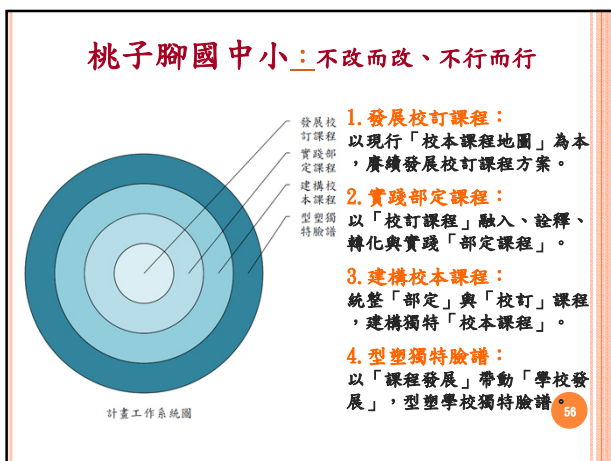 桃子腳國中小：不改而改、不行而行
發展校
訂課程
實踐部
定課程
建構校
本課程
型塑獨
特臉譜
計畫工作系統圖
1.發展校訂課程：
以現行「校本課程地圖」為本
，賡續發展校訂課程方案。
2.實踐部定課程：
以「校訂課程」融入、詮釋、
轉化與實踐「部定課程」。
3.建構校本課程：
統整「部定」與「校訂」課程
，建構獨特「校本課程」。
4.型塑獨特臉譜：
以「課程發展」帶動「學校發
展」，型塑學校獨特臉譜。
56